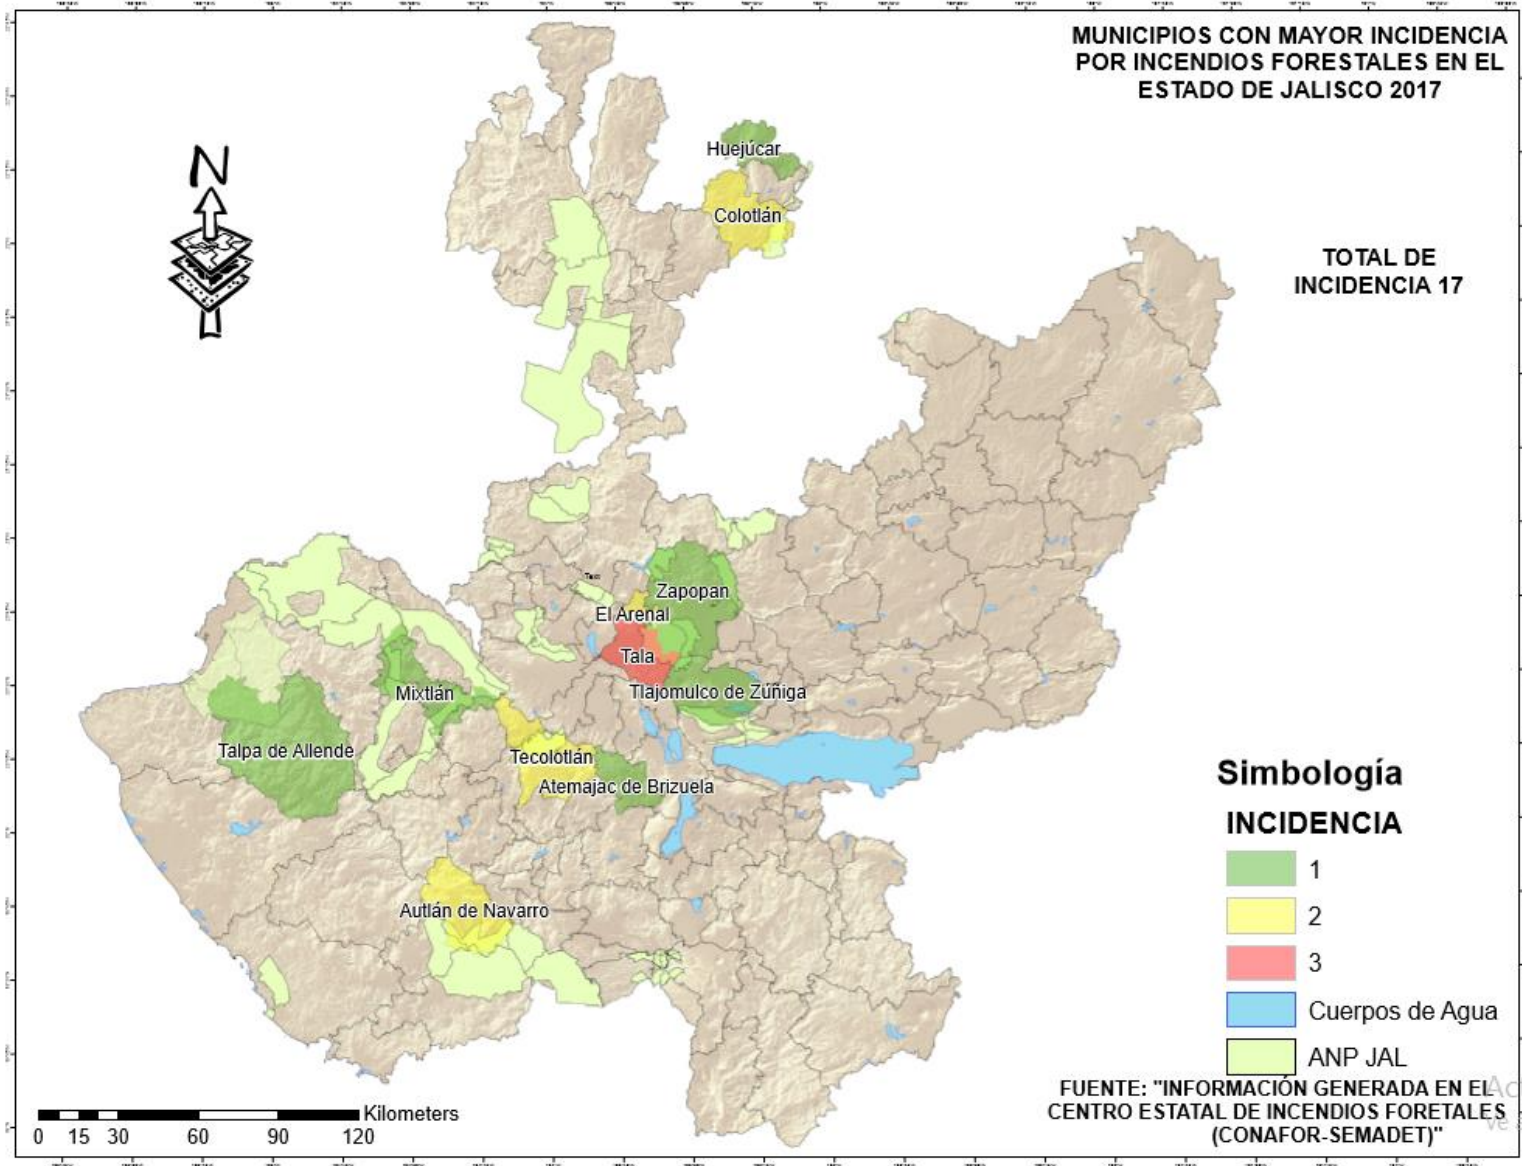 MUNICIPIOS CON MAYOR INCIDENCIA
POR INCENDIOS FORESTALES EN EL
ESTADO DE JALISCO 2017
N
Huejúcar
Colotlán
TOTAL DE
INCIDENCIA 17
Zapopan
El Arenal
Tala
Tlajomulco de Zúñiga
Mixtlán
Talpa de Allende
Tecolotlán
Atemajac de Brizuela
Autlán de Navarro
Simbología
INCIDENCIA
1
2
3
Cuerpos de Agua
ANP JAL
FUENTE: "INFORMACIÓN GENERADA EN EL
CENTRO ESTATAL DE INCENDIOS FORETALES
(CONAFOR-SEMADET)"
Kilometers
0 15 30 60 90 120